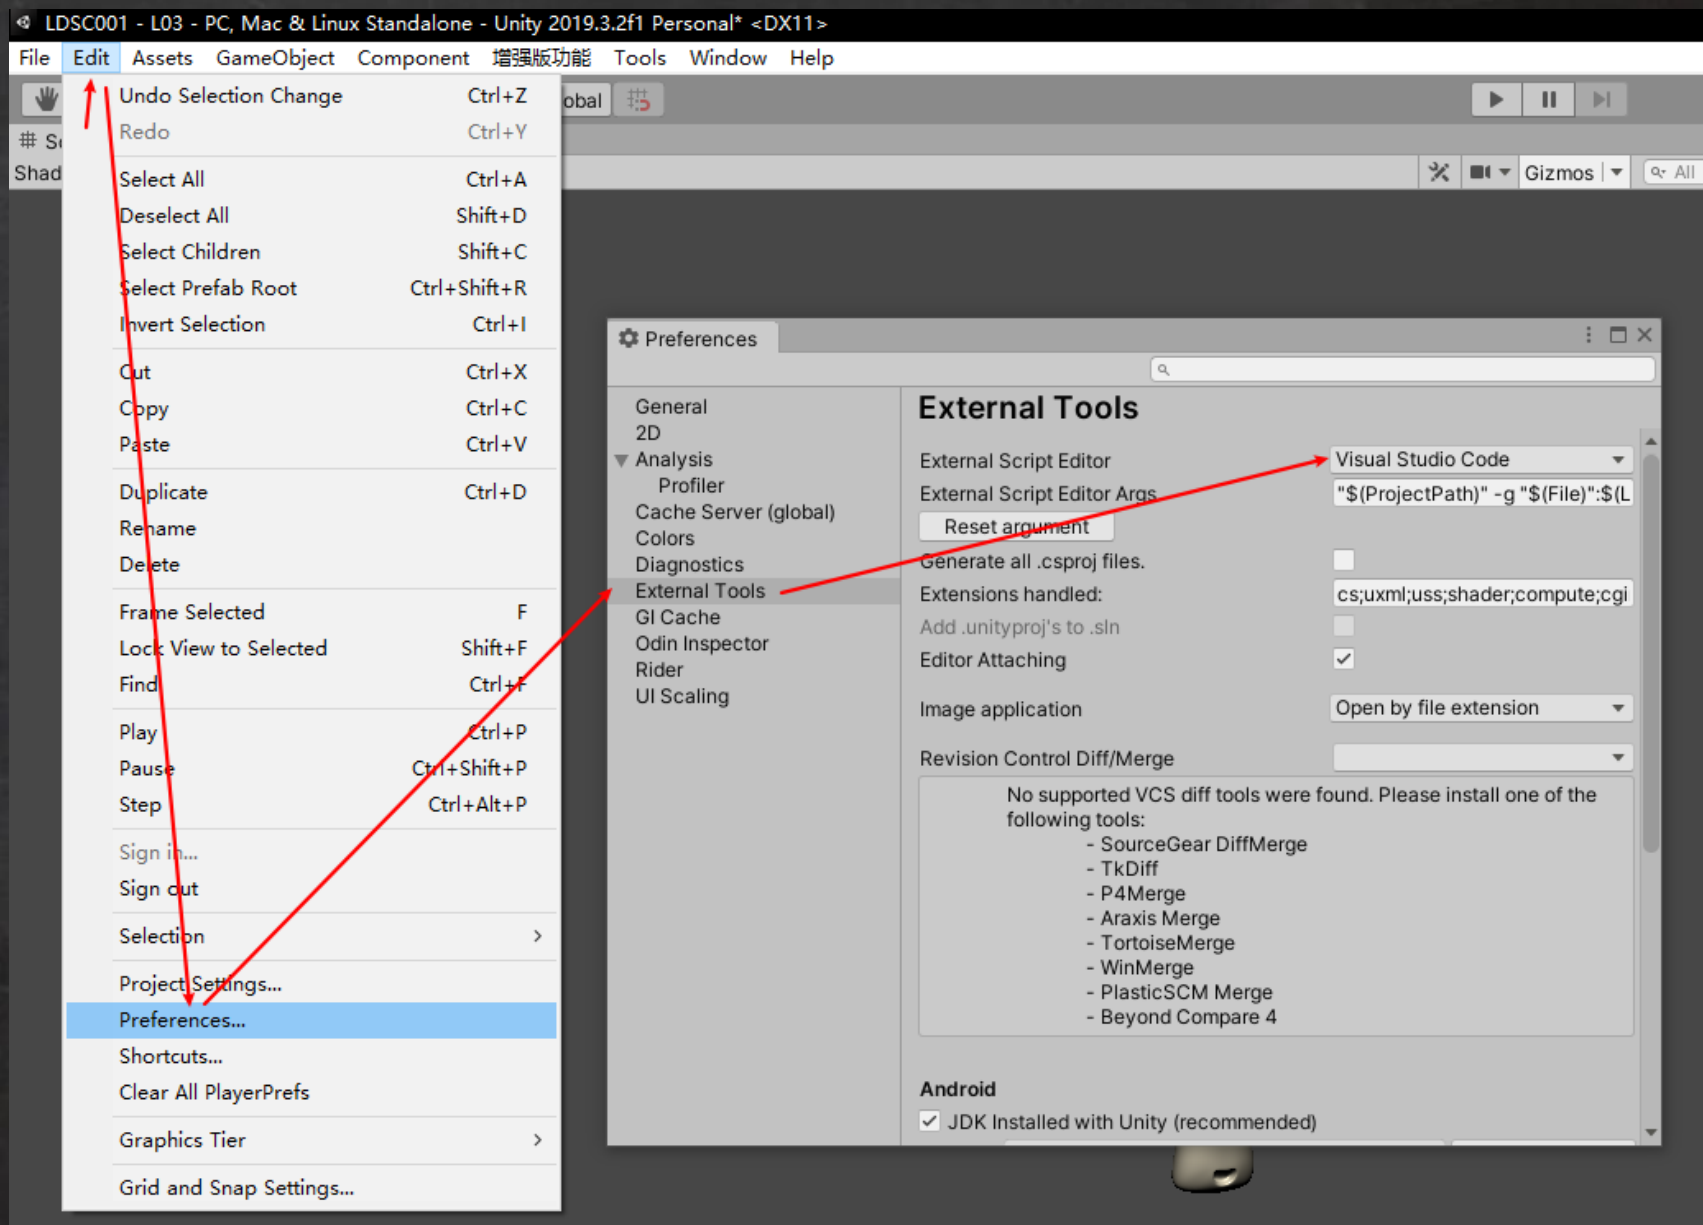 LDSC001 - L03 - PC, Mac & Linux Standalone - Unity 2019.3.2f1 Personal* <DX11>
File Edit Assets GameObject Component 增强版功能 Tools Window Help
obal
Shad
Gizmos
All
Undo Selection Change Ctrl+Z
Redo Ctrl+Y
Select All Ctrl+A
Deselect All Shift+D
Select Children Shift+C
Select Prefab Root Ctrl+Shift+R
Invert Selection Ctrl+I
Cut Ctrl+X
Copy Ctrl+C
Paste Ctrl+V
Duplicate Ctrl+D
Rename
Delete
Frame Selected F
Lock View to Selected Shift+F
Find Ctrl+F
Play Ctrl+P
Pause Ctrl+Shift+P
Step Ctrl+Alt+P
Sign in...
Sign out
Selection
Project Settings...
Preferences...
Shortcuts...
Clear All PlayerPrefs
Graphics Tier
Grid and Snap Settings...
Preferences
General
2D
Analysis
Profiler
Cache Server (global)
Colors
Diagnostics
External Tools
GI Cache
Odin Inspector
Rider
UI Scaling
External Tools
External Script Editor Visual Studio Code
External Script Editor Args "$(ProjectPath)" -g "$(File)":$(L
Reset argument
Generate all .csproj files.
Extensions handled: cs;uxml;uss;shader;compute;cgi
Add .unityproj's to .sln
Editor Attaching
Image application Open by file extension
Revision Control Diff/Merge
No supported VCS diff tools were found. Please install one of the
following tools:
- SourceGear DiffMerge
- TkDiff
- P4Merge
- Araxis Merge
- TortoiseMerge
- WinMerge
- PlasticSCM Merge
- Beyond Compare 4
Android
JDK Installed with Unity (recommended)